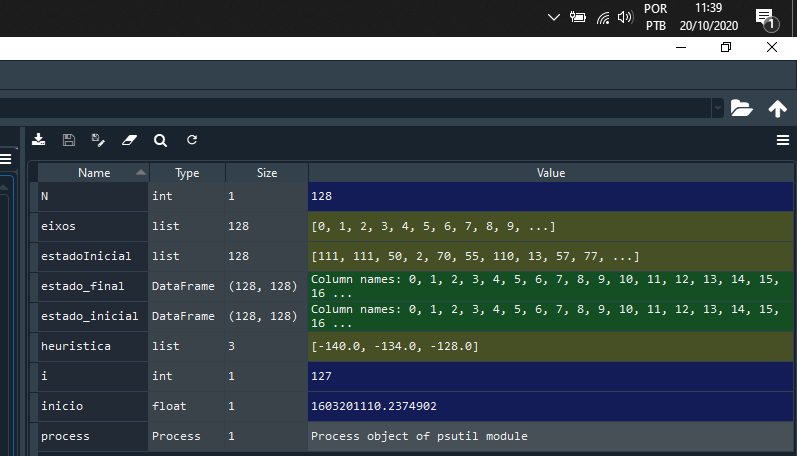 POR 11:39
PTB 20/10/2020
1
Name Type Size Value
N int 1 128
eixos list 128 [0, 1, 2, 3, 4, 5, 6, 7, 8, 9, ...]
estadoInicial list 128 [111, 111, 50, 2, 70, 55, 110, 13, 57, 77, ...]
estado_final DataFrame (128, 128) Column names: 0, 1, 2, 3, 4, 5, 6, 7, 8, 9, 10, 11, 12, 13, 14, 15,
16 ...
estado_inicial DataFrame (128, 128) Column names: 0, 1, 2, 3, 4, 5, 6, 7, 8, 9, 10, 11, 12, 13, 14, 15,
16 ...
heuristica list 3 [-140.0, -134.0, -128.0]
i int 1 127
inicio float 1 1603201110.2374902
process Process 1 Process object of psutil module